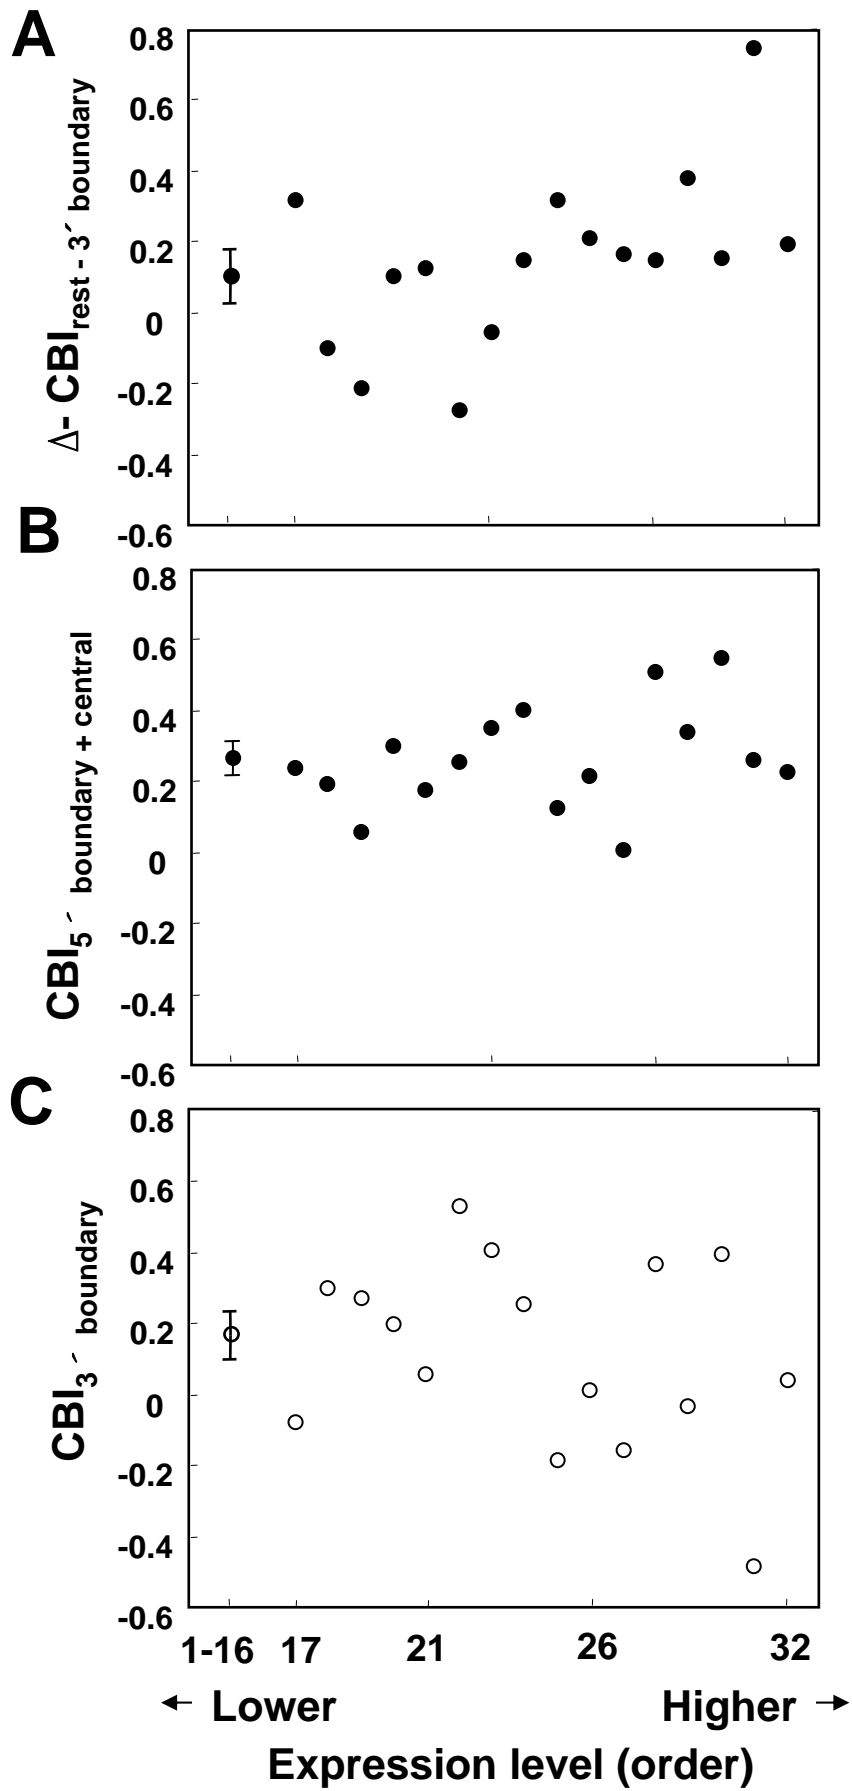 A
0.8
0.6
0.4
0.2
0
-0.2
-0.4
-0.6
Δ- CBIrest - 3´ boundary
B
0.8
0.6
0.4
0.2
0
-0.2
-0.4
-0.6
CBI5´ boundary + central
C
0.8
0.6
0.4
0.2
0
-0.2
-0.4
-0.6
CBI3´ boundary
1-16 17 21 26 32
← Lower Higher →
Expression level (order)